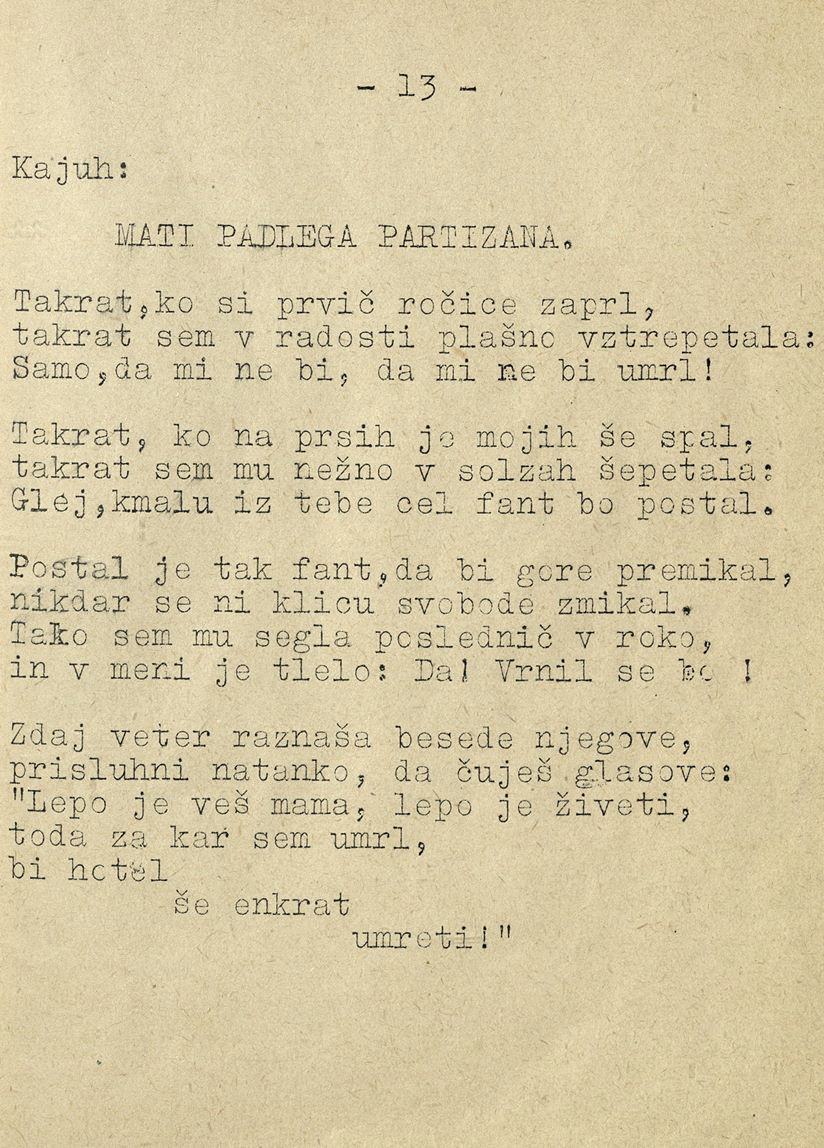 - 13 -
Kajuh:
MATI PADLEGA PARTIZANA.
Takrat,ko si prvič ročice zaprl,
takrat sem v radosti plašno vztrepetala:
Samo,da mi ne bi, da mi ne bi umrl!
Takrat, ko na prsih je mojih še spal,
takrat sem mu nežno v solzah šepetala:
Glej,kmalu iz tebe cel fant bo postal.
Postal je tak fant,da bi gore premikal,
nikdar se ni klicu svobode zmikal.
Tako sem mu segla poslednič v roko,
in v meni je tlelo: Da! Vrnil se bo !
Zdaj veter raznaša besede njegove,
prisluhni natanko, da čuješ glasove:
"Lepo je veš mama, lepo je živeti,
toda za kar sem umrl,
bi hotel
še enkrat
umreti!"